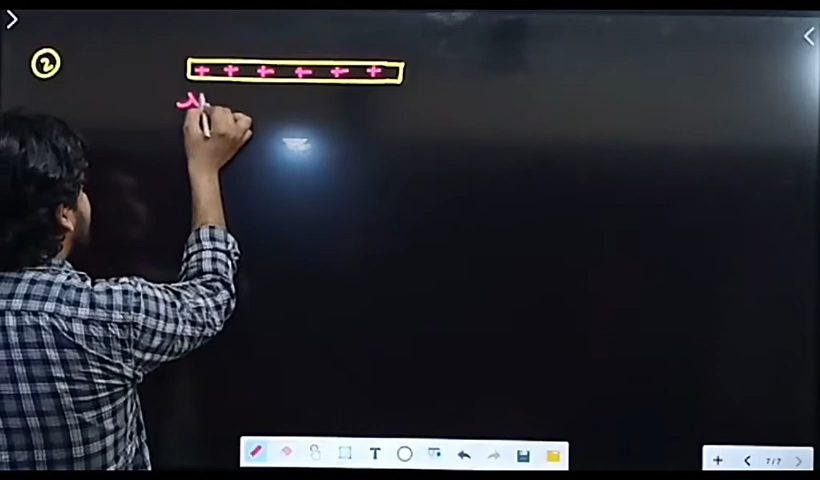 ②
+ + + + + +
T
7/7